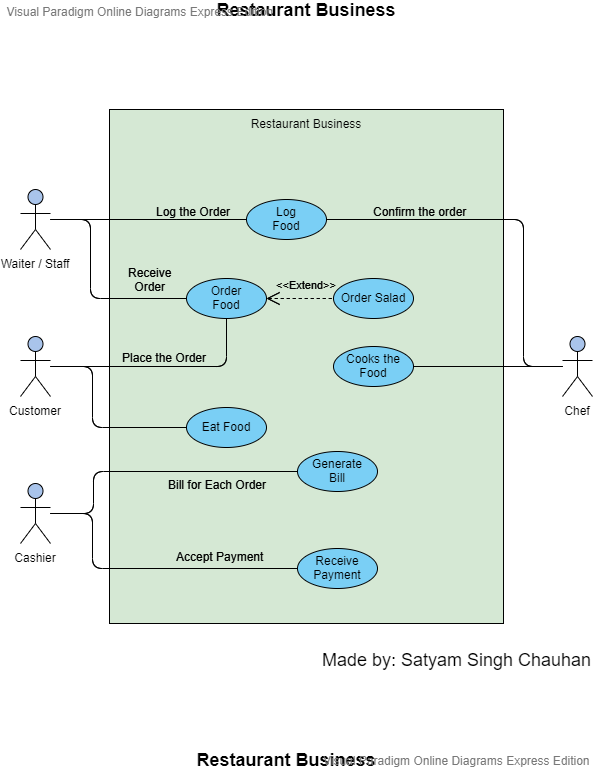 Visual Paradigm Online Diagrams Express Edition
Restaurant Business
Restaurant Business
Log the Order
Log
Food
Confirm the order
Waiter / Staff
Receive
Order
Order
Food
<<Extend>>
Order Salad
Place the Order
Cooks the
Food
Customer
Chef
Eat Food
Generate
Bill
Bill for Each Order
Cashier
Accept Payment
Receive
Payment
Made by: Satyam Singh Chauhan
Restaurant Business
Visual Paradigm Online Diagrams Express Edition